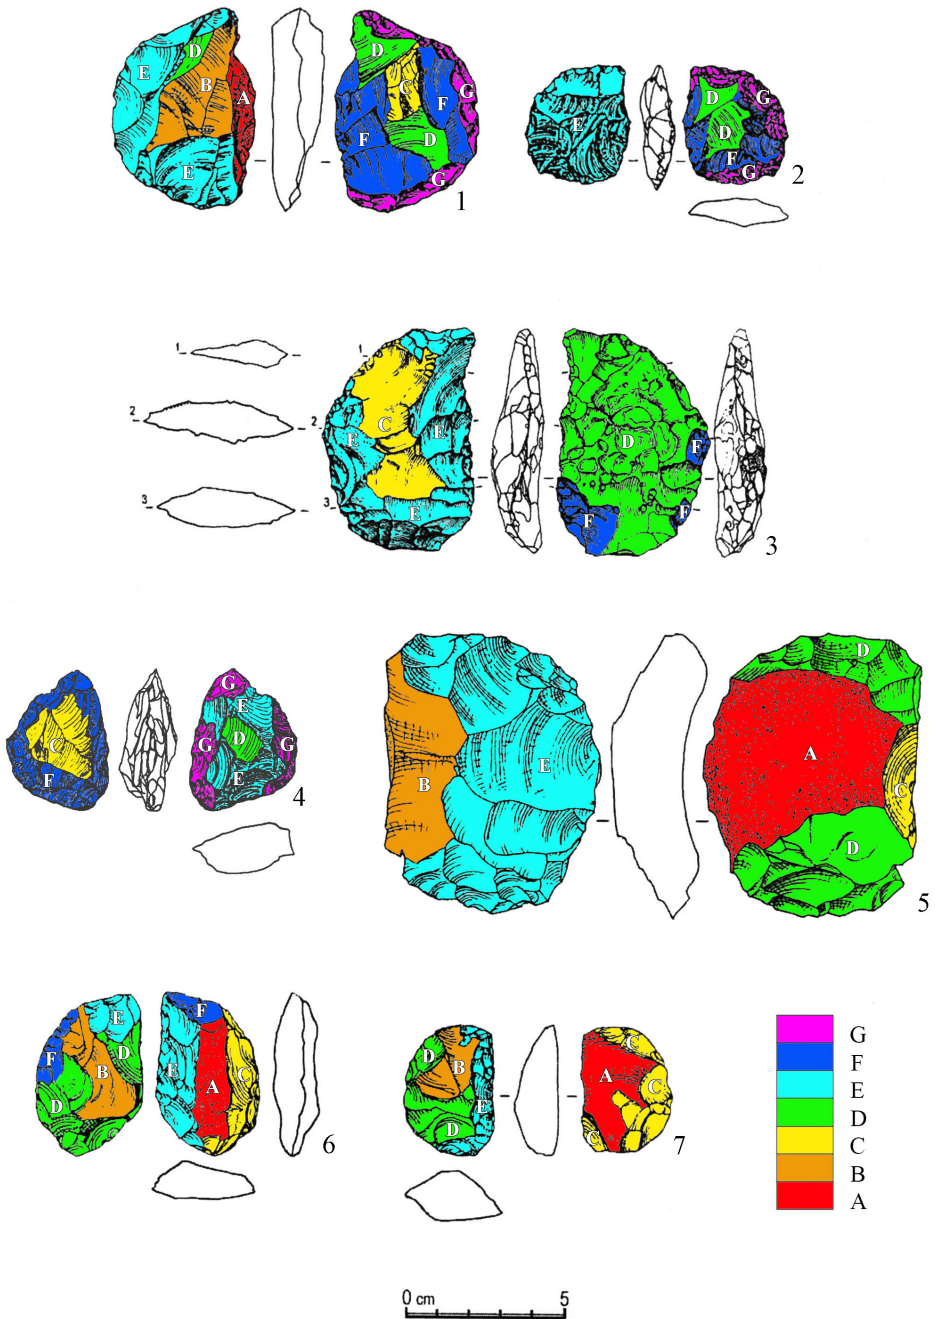 E D B A E
D C G F F D G
1
E
D G D F G
2
1 1
2 2
3 3
C E E E
D F F F
3
C F
G E D G G E
4
B E
D A C D
5
E F D B D
F E A C
6
D B E D
C A C C
7
G
F
E
D
C
B
A
0 cm 5